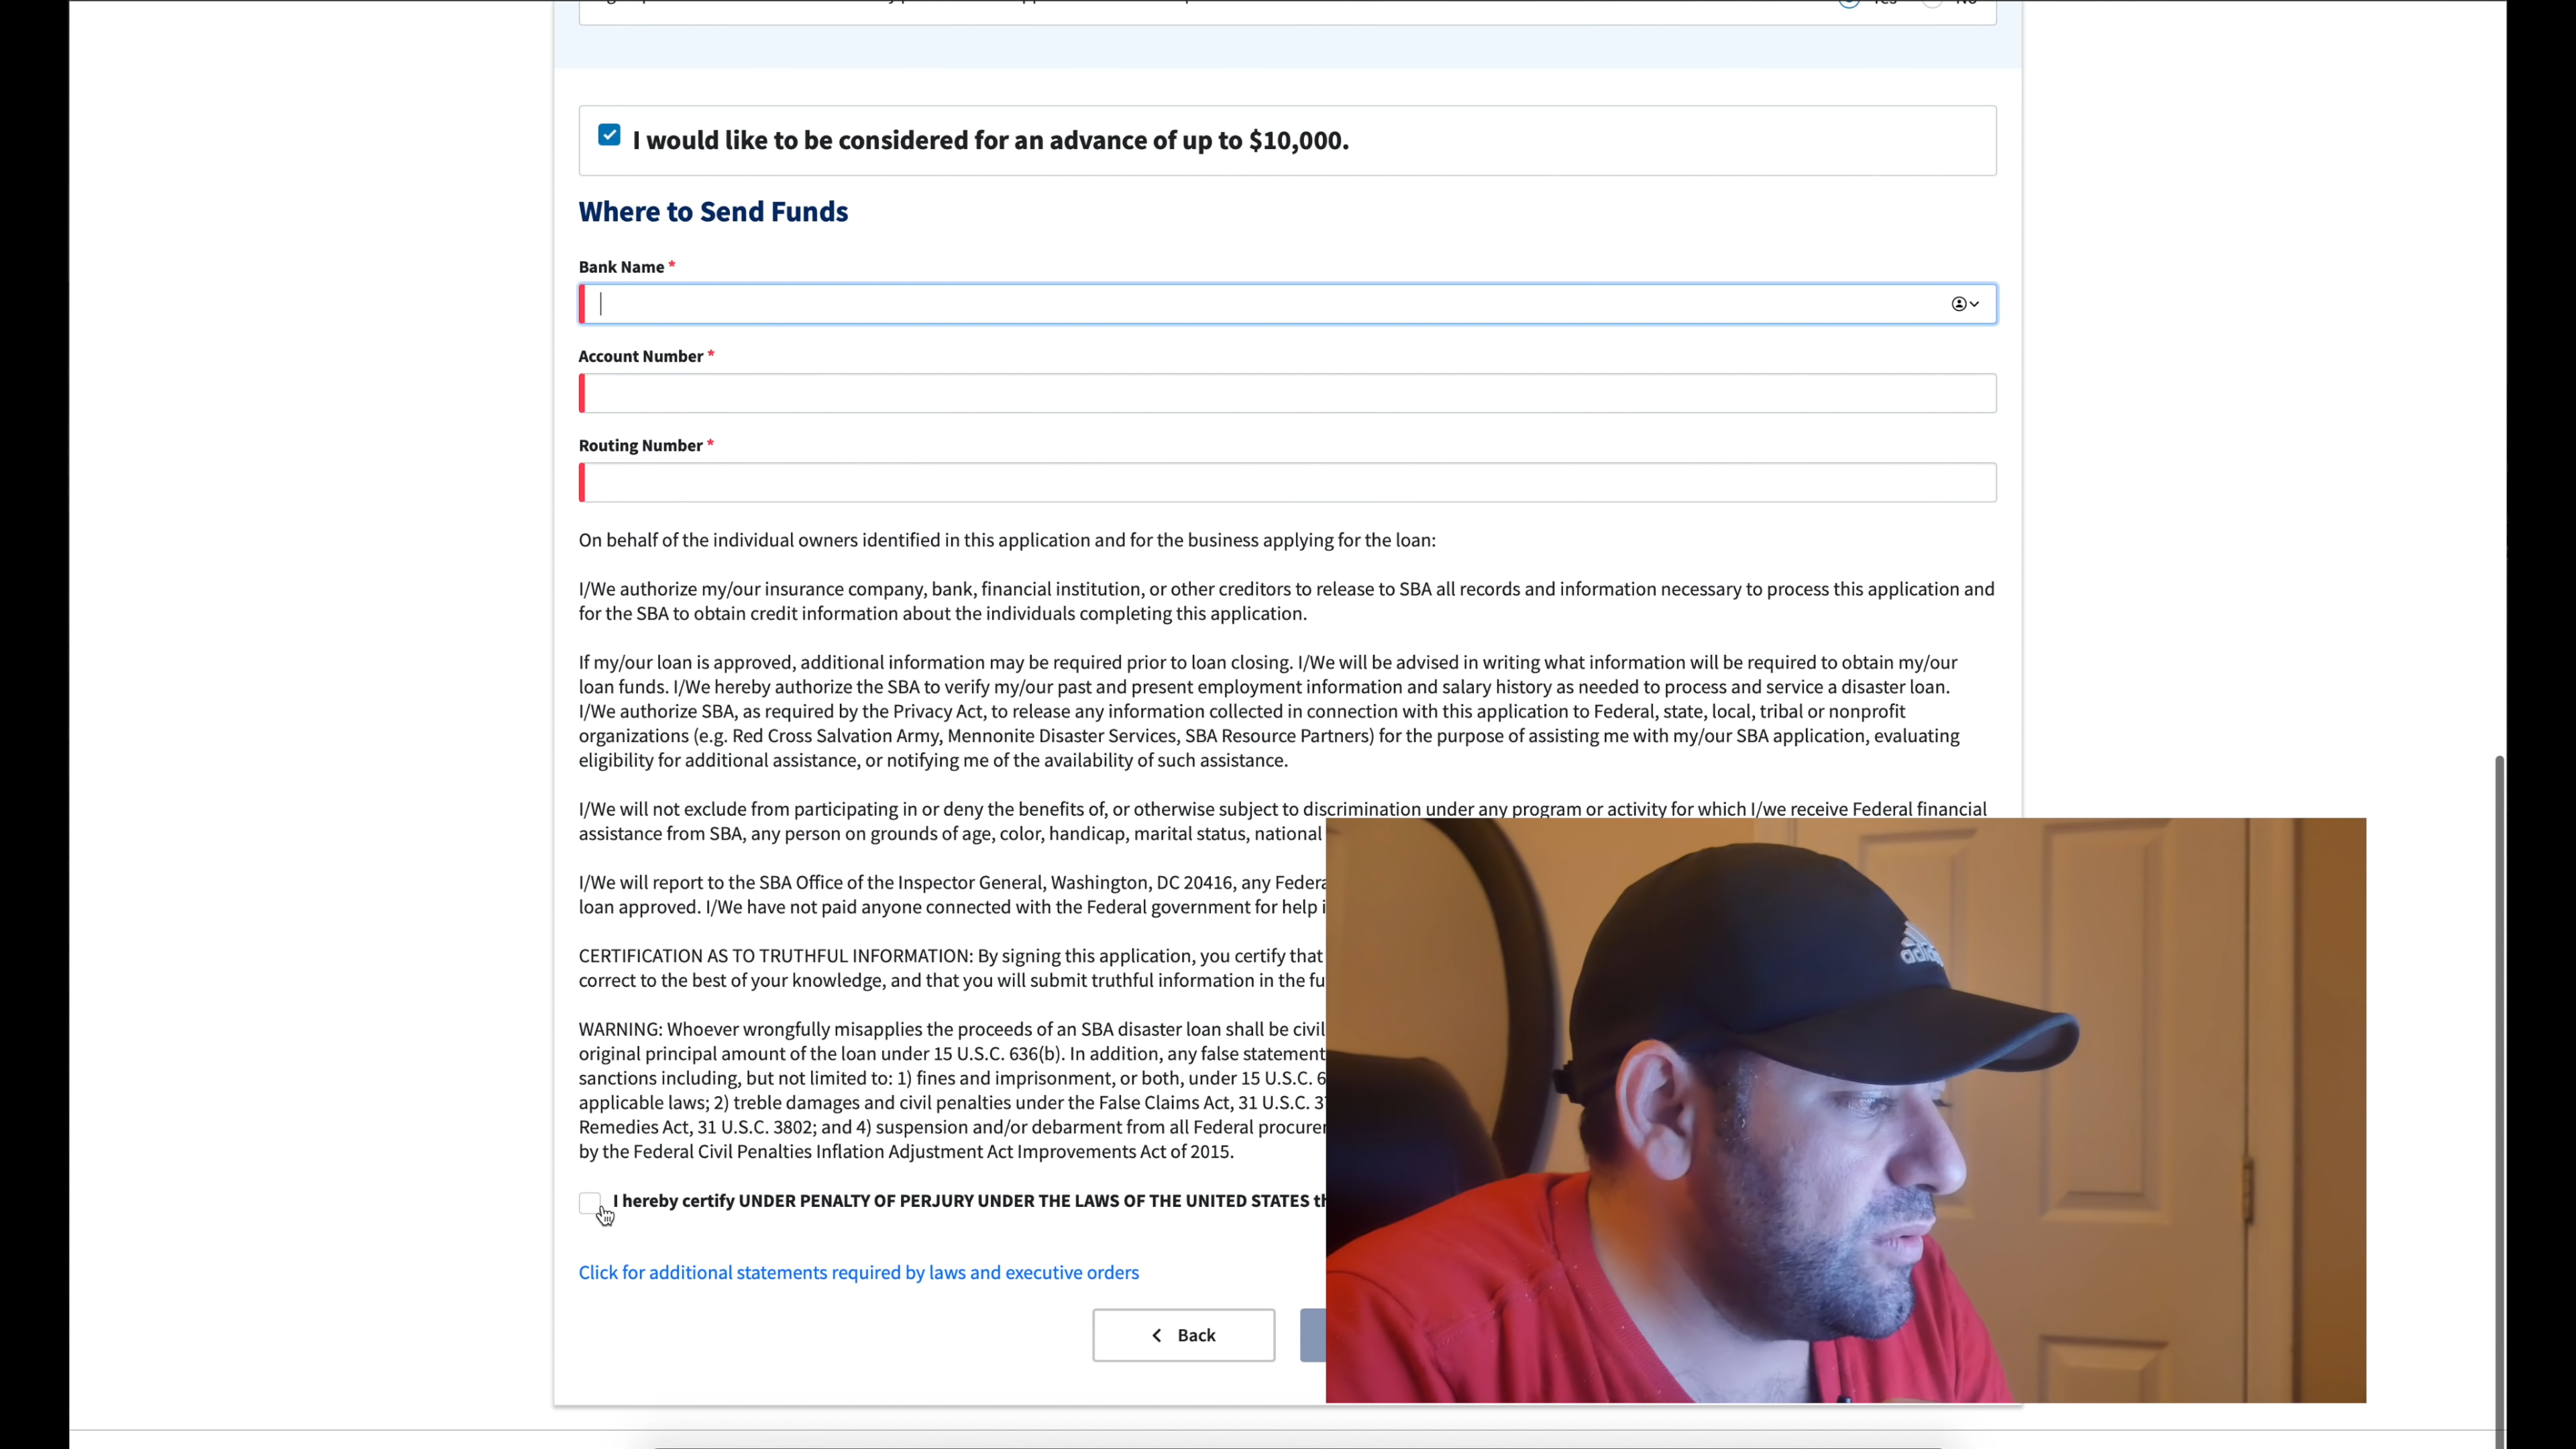 I would like to be considered for an advance of up to $10,000.
Where to Send Funds
Bank Name *
Account Number *
Routing Number *
On behalf of the individual owners identified in this application and for the business applying for the loan:
I/We authorize my/our insurance company, bank, financial institution, or other creditors to release to SBA all records and information necessary to process this application and
for the SBA to obtain credit information about the individuals completing this application.
If my/our loan is approved, additional information may be required prior to loan closing. I/We will be advised in writing what information will be required to obtain my/our
loan funds. I/We hereby authorize the SBA to verify my/our past and present employment information and salary history as needed to process and service a disaster loan.
I/We authorize SBA, as required by the Privacy Act, to release any information collected in connection with this application to Federal, state, local, tribal or nonprofit
organizations (e.g. Red Cross Salvation Army, Mennonite Disaster Services, SBA Resource Partners) for the purpose of assisting me with my/our SBA application, evaluating
eligibility for additional assistance, or notifying me of the availability of such assistance.
I/We will not exclude from participating in or deny the benefits of, or otherwise subject to discrimination under any program or activity for which I/we receive Federal financial
assistance from SBA, any person on grounds of age, color, handicap, marital status, national
I/We will report to the SBA Office of the Inspector General, Washington, DC 20416, any
loan approved. I/We have not paid anyone connected with the Federal government for help
CERTIFICATION AS TO TRUTHFUL INFORMATION: By signing this application, you certify that
correct to the best of your knowledge, and that you will submit truthful information in the
WARNING: Whoever wrongfully misapplies the proceeds of an SBA disaster loan shall be
original principal amount of the loan under 15 U.S.C. 636(b). In addition, any false statement
sanctions including, but not limited to: 1) fines and imprisonment, or both, under 15 U.S.C.
applicable laws; 2) treble damages and civil penalties under the False Claims Act, 31 U.S.C.
Remedies Act, 31 U.S.C. 3802; and 4) suspension and/or debarment from all Federal
by the Federal Civil Penalties Inflation Adjustment Act Improvements Act of 2015.
I hereby certify UNDER PENALTY OF PERJURY UNDER THE LAWS OF THE UNITED STATES
Click for additional statements required by laws and executive orders
Back
adidas